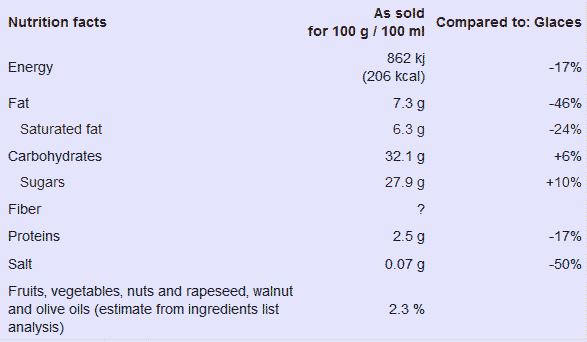 Nutrition facts As sold for 100 g / 100 ml Compared to: Glaces
Energy 862 kj (206 kcal) -17%
Fat 7.3 g -46%
Saturated fat 6.3 g -24%
Carbohydrates 32.1 g +6%
Sugars 27.9 g +10%
Fiber ?
Proteins 2.5 g -17%
Salt 0.07 g -50%
Fruits, vegetables, nuts and rapeseed, walnut
and olive oils (estimate from ingredients list 2.3 %
analysis)